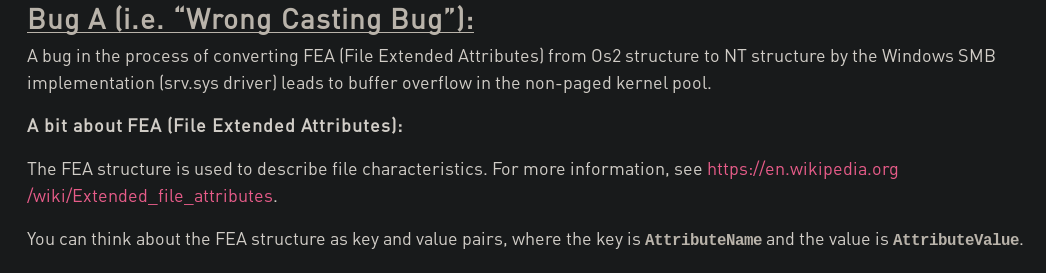 Bug A (i.e. “Wrong Casting Bug”):
A bug in the process of converting FEA (File Extended Attributes) from Os2 structure to NT structure by the Windows SMB
implementation (srv.sys driver) leads to buffer overflow in the non-paged kernel pool.
A bit about FEA (File Extended Attributes):
The FEA structure is used to describe file characteristics. For more information, see https://en.wikipedia.org
/wiki/Extended_file_attributes.
You can think about the FEA structure as key and value pairs, where the key is AttributeName and the value is AttributeValue.